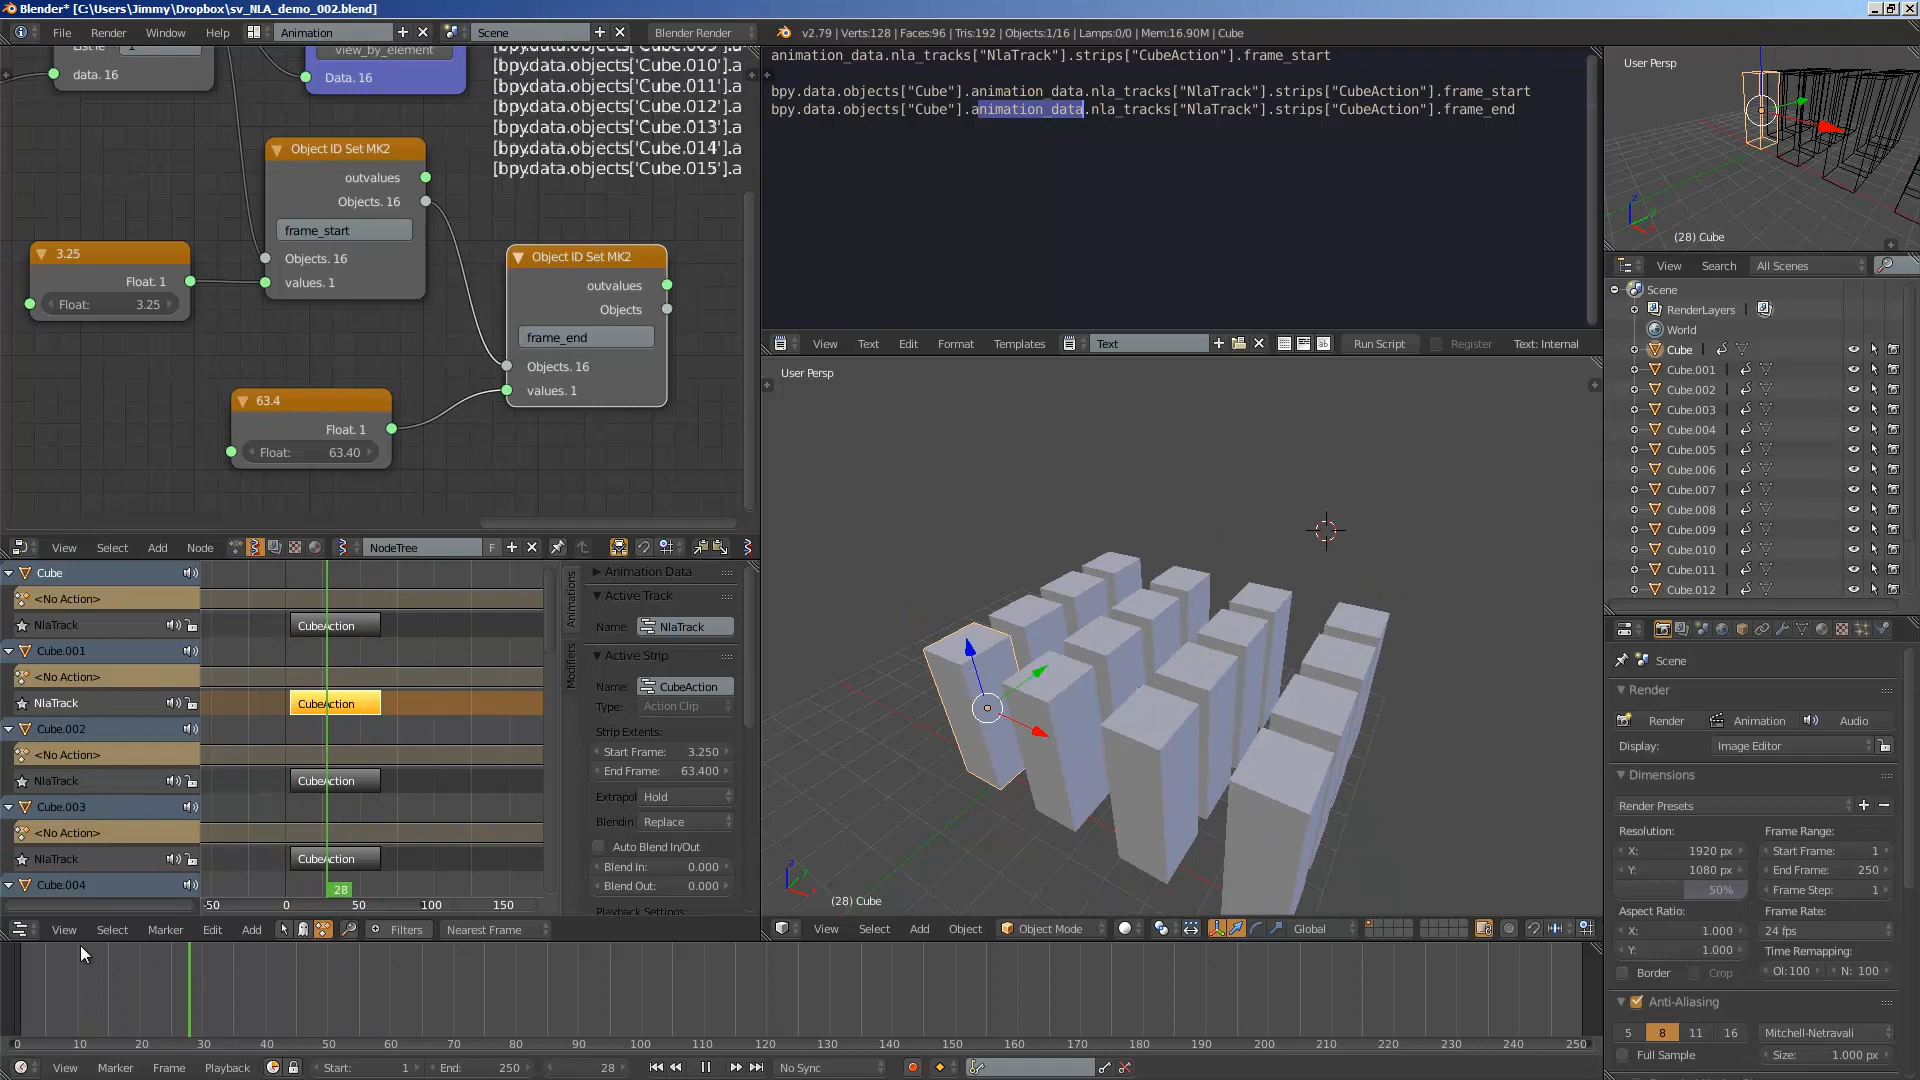 Blender* [C:\Users\Jimmy\Dropbox\sv_NLA_demo_002.blend]
File Render Window Help Animation Scene Blender Render v2.79 | Verts:128 | Faces:96 | Tris:192 | Objects:1/16 | Lamps:0/0 | Mem:16.90M | Cube
data. 16
view_by_element
Data. 16
[bpy.data.objects['Cube.009'].a
[bpy.data.objects['Cube.010'].a
[bpy.data.objects['Cube.011'].a
[bpy.data.objects['Cube.012'].a
[bpy.data.objects['Cube.013'].a
[bpy.data.objects['Cube.014'].a
[bpy.data.objects['Cube.015'].a
Object ID Set MK2
outvalues
Objects. 16
frame_start
Objects. 16
values. 1
3.25
Float. 1
Float: 3.25
Object ID Set MK2
outvalues
Objects
frame_end
Objects. 16
values. 1
63.4
Float. 1
Float: 63.40
View Select Add Node NodeTree F
animation_data.nla_tracks["NlaTrack"].strips["CubeAction"].frame_start
bpy.data.objects["Cube"].animation_data.nla_tracks["NlaTrack"].strips["CubeAction"].frame_start
bpy.data.objects["Cube"].animation_data.nla_tracks["NlaTrack"].strips["CubeAction"].frame_end
View Text Edit Format Templates Text Run Script Register Text: Internal
User Persp
(28) Cube
View Search All Scenes
Scene
RenderLayers
World
Cube
Cube.001
Cube.002
Cube.003
Cube.004
Cube.005
Cube.006
Cube.007
Cube.008
Cube.009
Cube.010
Cube.011
Cube.012
User Persp
(28) Cube
View Select Add Object Object Mode Global
Cube
<No Action>
NlaTrack
CubeAction
Cube.001
<No Action>
NlaTrack
CubeAction
Cube.002
<No Action>
NlaTrack
CubeAction
Cube.003
<No Action>
NlaTrack
CubeAction
Cube.004
28
-50 0 50 100 150
Animations
Modifiers
Animation Data
Active Track
Name: NlaTrack
Active Strip
Name: CubeAction
Type: Action Clip
Strip Extents:
Start Frame: 3.250
End Frame: 63.400
Extrapol Hold
Blendin Replace
Auto Blend In/Out
Blend In: 0.000
Blend Out: 0.000
Playback Settings:
View Select Marker Edit Add Filters Nearest Frame
Scene
Render
Render Animation Audio
Display: Image Editor
Dimensions
Render Presets
Resolution: Frame Range:
X: 1920 px Start Frame: 1
Y: 1080 px End Frame: 250
50% Frame Step: 1
Aspect Ratio: Frame Rate:
X: 1.000 24 fps
Y: 1.000 Time Remapping:
Border Crop Ol: 100 N: 100
Anti-Aliasing
5 8 11 16 Mitchell-Netravali
Full Sample Size: 1.000 px
0 10 20 30 40 50 60 70 80 90 100 110 120 130 140 150 160 170 180 190 200 210 220 230 240 250
View Marker Frame Playback Start: 1 End: 250 28 No Sync